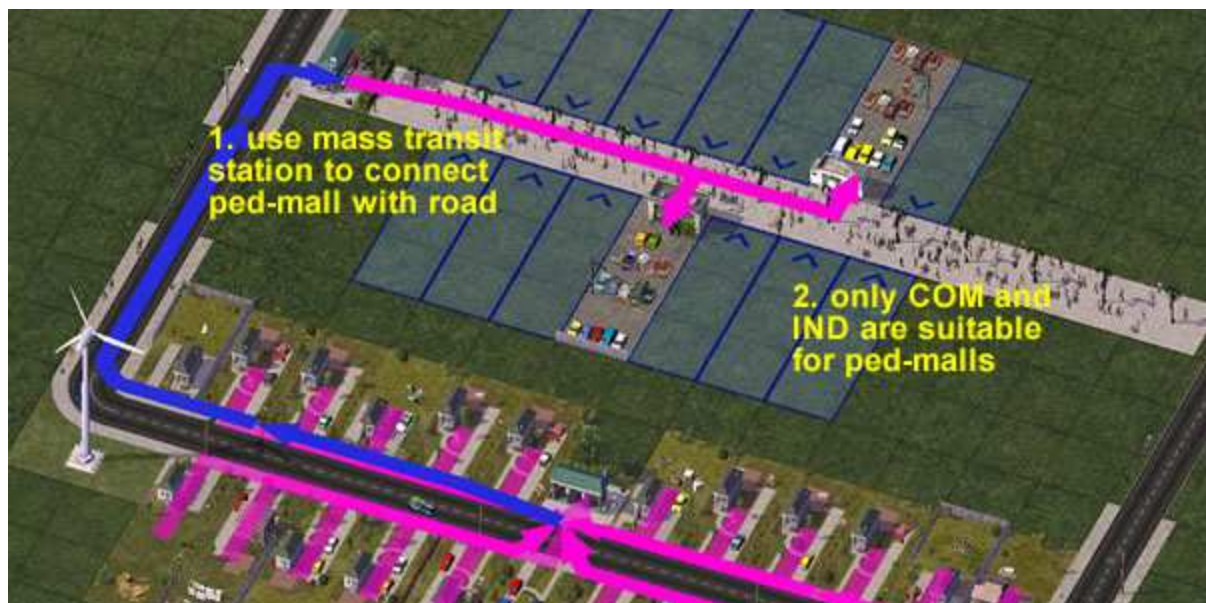 1. use mass transit
station to connect
ped-mall with road
2. only COM and
IND are suitable
for ped-malls